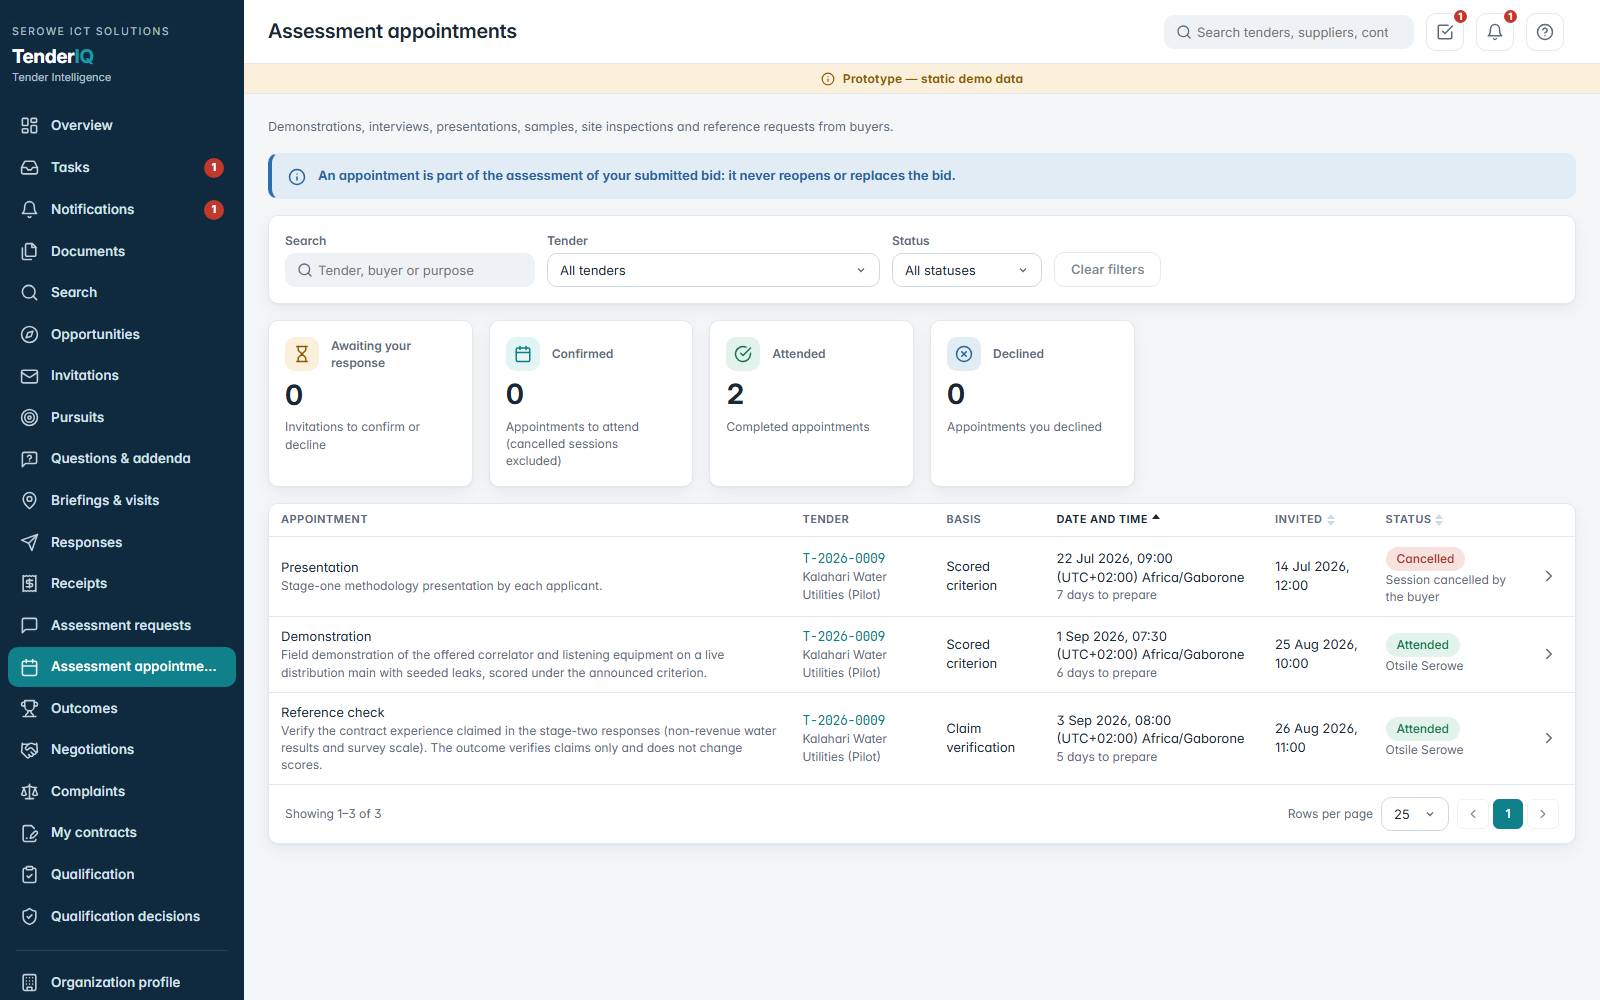 SEROWE ICT SOLUTIONS
TenderIQ
Tender Intelligence
Overview
Tasks 1
Notifications 1
Documents
Search
Opportunities
Invitations
Pursuits
Questions & addenda
Briefings & visits
Responses
Receipts
Assessment requests
Assessment appointme...
Outcomes
Negotiations
Complaints
My contracts
Qualification
Qualification decisions
Organization profile
Assessment appointments
Search tenders, suppliers, cont
1
1
Prototype — static demo data
Demonstrations, interviews, presentations, samples, site inspections and reference requests from buyers.
An appointment is part of the assessment of your submitted bid: it never reopens or replaces the bid.
Search Tender Status
Tender, buyer or purpose All tenders All statuses Clear filters
Awaiting your
response
0
Invitations to confirm or
decline
Confirmed
0
Appointments to attend
(cancelled sessions
excluded)
Attended
2
Completed appointments
Declined
0
Appointments you declined
APPOINTMENT TENDER BASIS DATE AND TIME INVITED STATUS
Presentation
Stage-one methodology presentation by each applicant.
T-2026-0009
Kalahari Water
Utilities (Pilot)
Scored
criterion
22 Jul 2026, 09:00
(UTC+02:00) Africa/Gaborone
7 days to prepare
14 Jul 2026,
12:00
Cancelled
Session cancelled by
the buyer
Demonstration
Field demonstration of the offered correlator and listening equipment on a live
distribution main with seeded leaks, scored under the announced criterion.
T-2026-0009
Kalahari Water
Utilities (Pilot)
Scored
criterion
1 Sep 2026, 07:30
(UTC+02:00) Africa/Gaborone
6 days to prepare
25 Aug 2026,
10:00
Attended
Otsile Serowe
Reference check
Verify the contract experience claimed in the stage-two responses (non-revenue water
results and survey scale). The outcome verifies claims only and does not change
scores.
T-2026-0009
Kalahari Water
Utilities (Pilot)
Claim
verification
3 Sep 2026, 08:00
(UTC+02:00) Africa/Gaborone
5 days to prepare
26 Aug 2026,
11:00
Attended
Otsile Serowe
Showing 1–3 of 3
Rows per page 25 1